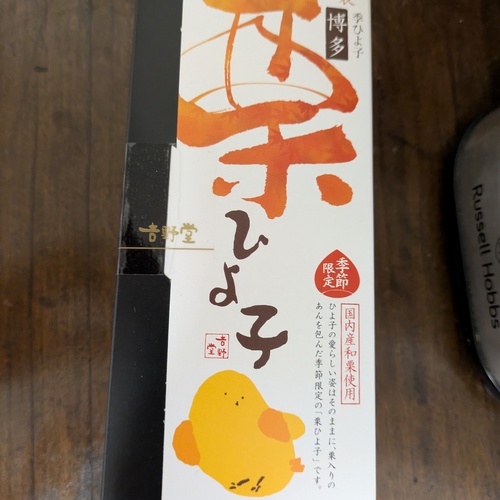 季ひよ子
博多
栗
ひよ子
吉野堂
吉野堂
季節
限定
国内産和栗使用
ひよ子の愛らしい姿はそのままに、栗入りの
あんを包んだ季節限定の「栗ひよ子」です。
Russell Hobbs